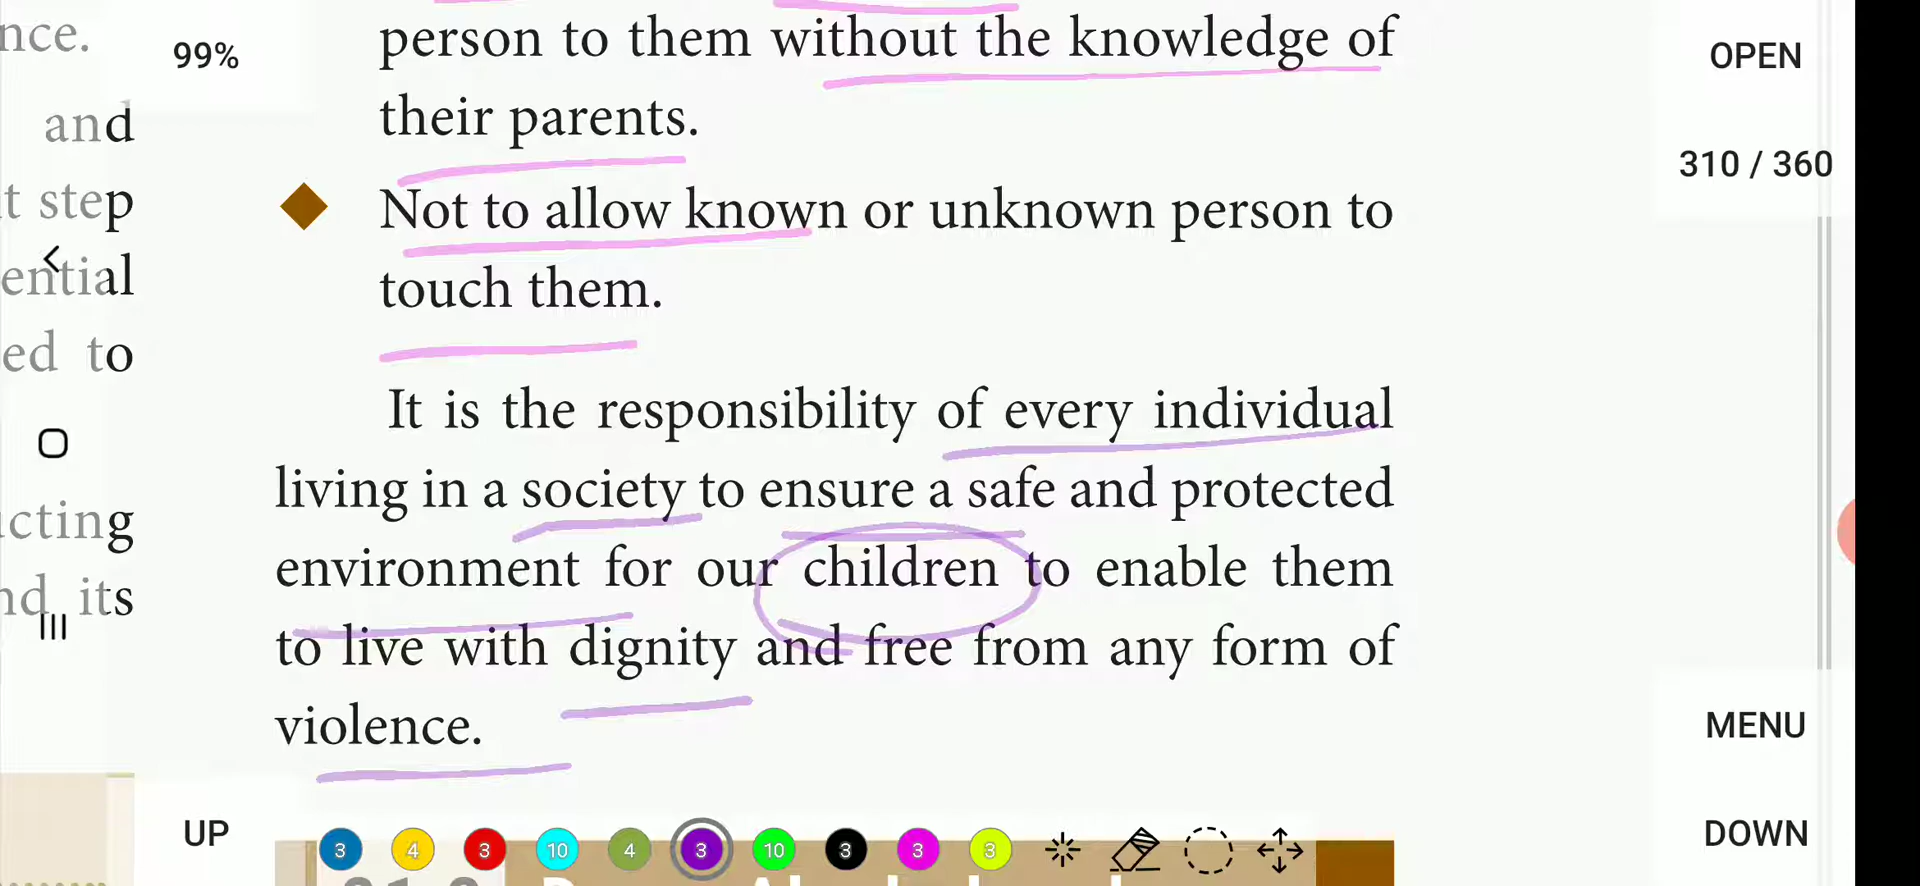 nce.
and
t step
ential
ed to
cting
nd its
99%
person to them without the knowledge of
their parents.
Not to allow known or unknown person to
touch them.
It is the responsibility of every individual
living in a society to ensure a safe and protected
environment for our children to enable them
to live with dignity and free from any form of
violence.
OPEN
310 / 360
MENU
UP
DOWN
3 4 3 10 4 3 10 3 3 3